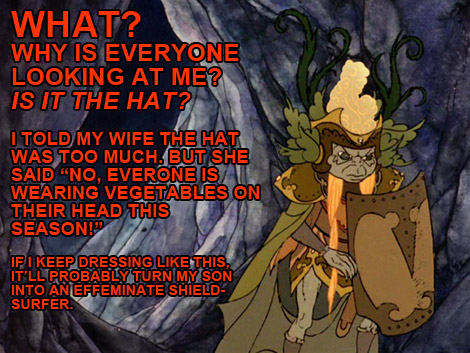 WHAT?
WHY IS EVERYONE
LOOKING AT ME?
IS IT THE HAT?
I TOLD MY WIFE THE HAT
WAS TOO MUCH. BUT SHE
SAID “NO, EVERONE IS
WEARING VEGETABLES ON
THEIR HEAD THIS
SEASON!”
IF I KEEP DRESSING LIKE THIS,
IT'LL PROBABLY TURN MY SON
INTO AN EFFEMINATE SHIELD-
SURFER.